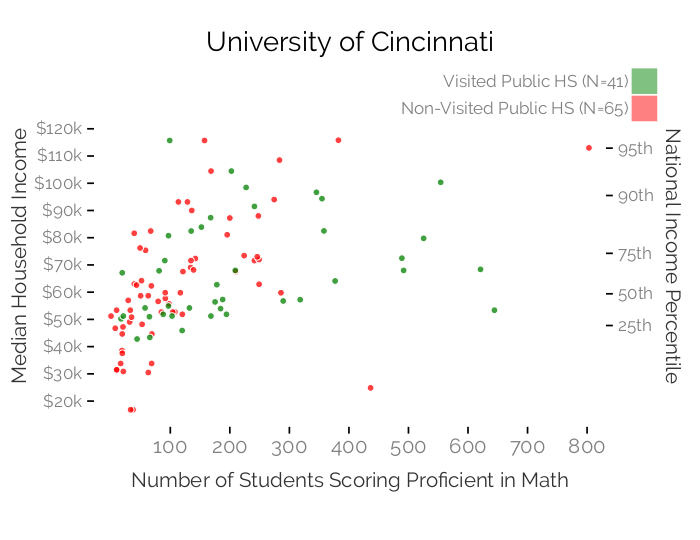 University of Cincinnati
Visited Public HS (N=41)
Non-Visited Public HS (N=65)
Median Household Income
$120k
$110k
$100k
$90k
$80k
$70k
$60k
$50k
$40k
$30k
$20k
95th
90th
75th
50th
25th
National Income Percentile
100 200 300 400 500 600 700 800
Number of Students Scoring Proficient in Math